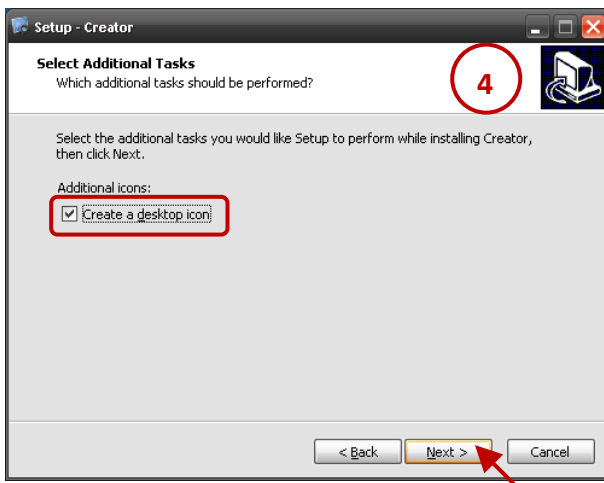 Setup - Creator
Select Additional Tasks
Which additional tasks should be performed?
4
Select the additional tasks you would like Setup to perform while installing Creator,
then click Next.
Additional icons:
Create a desktop icon
< Back
Next >
Cancel